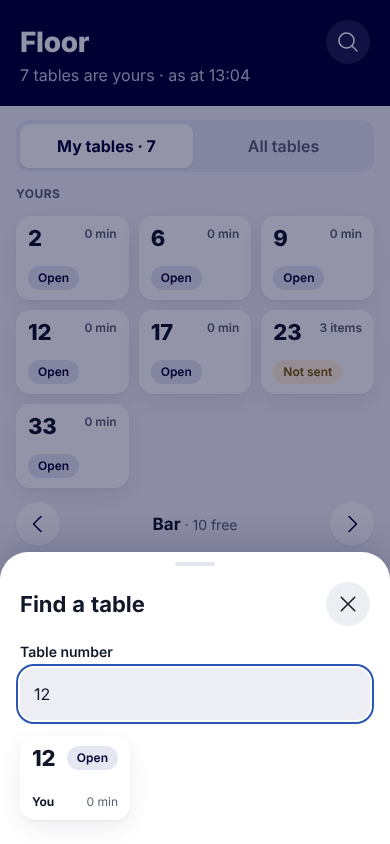 Floor
7 tables are yours · as at 13:04
My tables · 7
All tables
YOURS
2 0 min
Open
6 0 min
Open
9 0 min
Open
12 0 min
Open
17 0 min
Open
23 3 items
Not sent
33 0 min
Open
Bar · 10 free
Find a table
Table number
12
12 Open
You 0 min